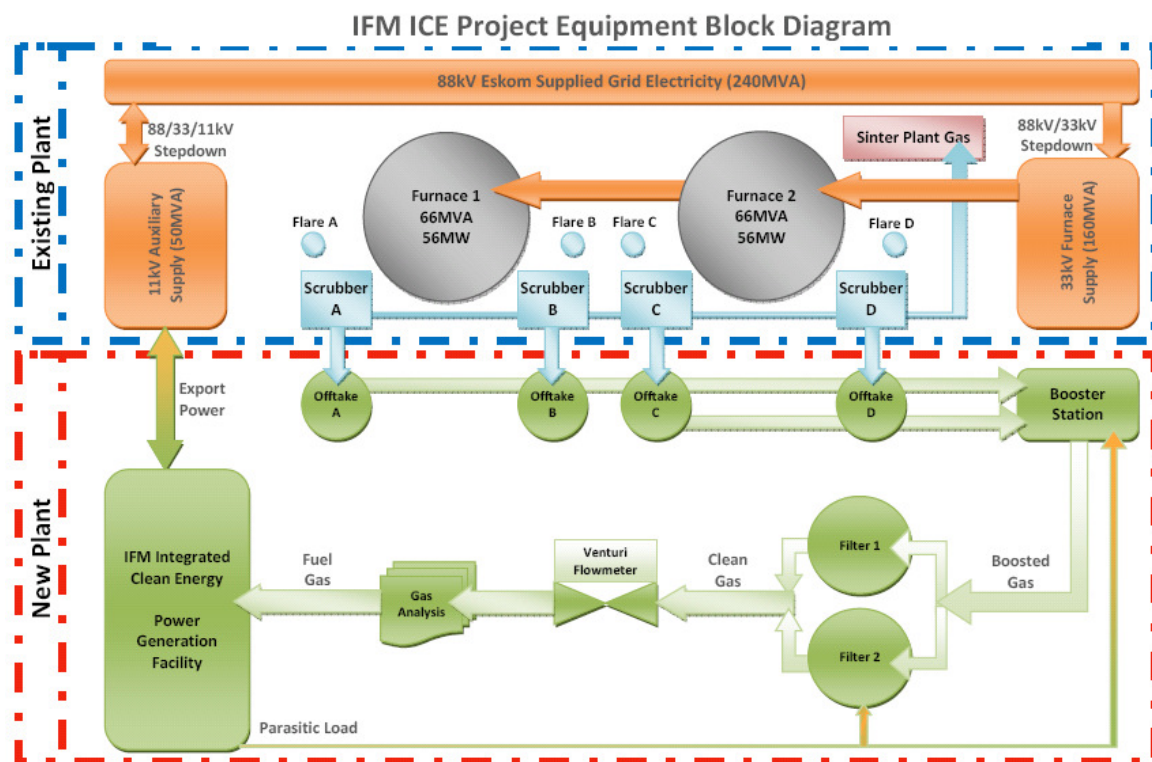 IFM ICE Project Equipment Block Diagram
Existing Plant
88kV Eskom Supplied Grid Electricity (240MVA)
88/33/11kV
Stepdown
11kV Auxiliary
Supply (50MVA)
Furnace 1
66MVA
56MW
Furnace 2
66MVA
56MW
Sinter Plant Gas
88kV/33kV
Stepdown
33kV Furnace
Supply (160MVA)
Flare A
Flare B
Flare C
Flare D
Scrubber
A
Scrubber
B
Scrubber
C
Scrubber
D
New Plant
Export
Power
Offtake
A
Offtake
B
Offtake
C
Offtake
D
Booster
Station
IFM Integrated
Clean Energy
Power
Generation
Facility
Fuel
Gas
Gas
Analysis
Venturi
Flowmeter
Clean
Gas
Filter 1
Filter 2
Boosted
Gas
Parasitic Load